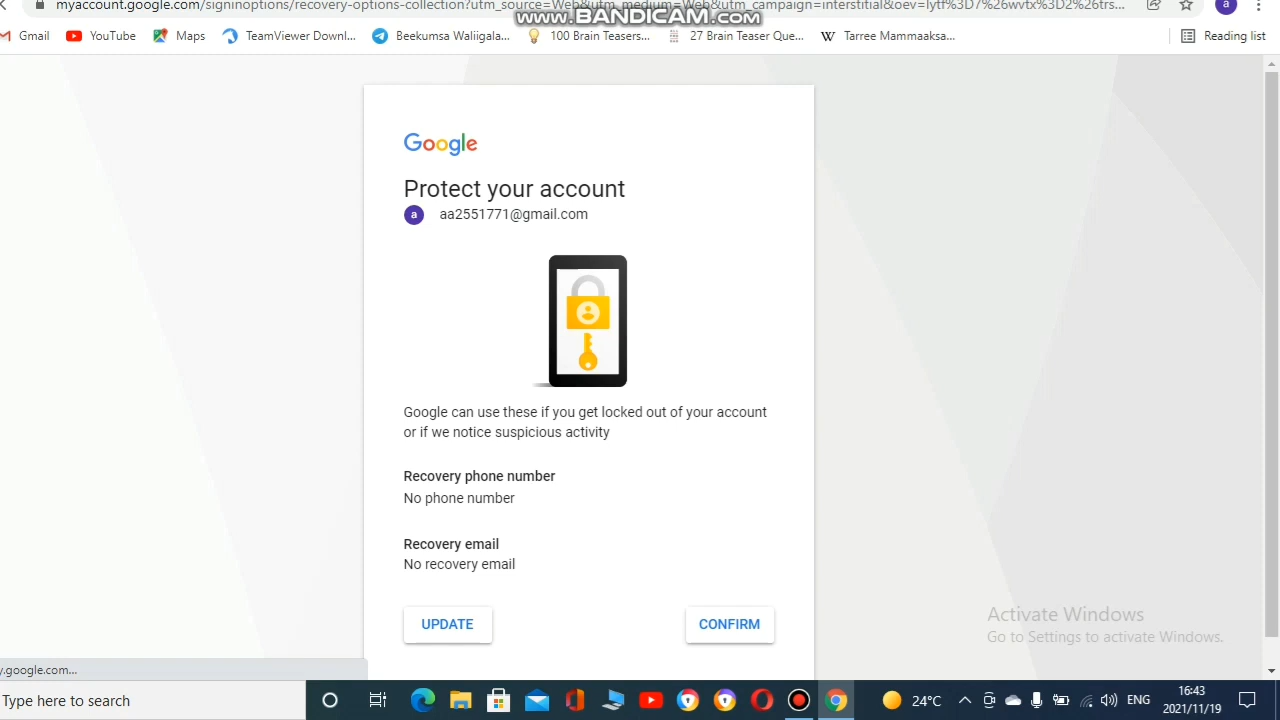 myaccount.google.com/signinoptions/recovery-options-collection?utm_source=Web&utm_medium=Web&utm_campaign=interstitial&oev=lytf%3D7%26wvtx%3D2%26trs...
www.BANDICAM.com
a
Gmail YouTube Maps TeamViewer Downl... Beekumsa Waliigala... 100 Brain Teasers... 27 Brain Teaser Que... Tarree Mammaaksa... Reading list
Google
Protect your account
a aa2551771@gmail.com
Google can use these if you get locked out of your account
or if we notice suspicious activity
Recovery phone number
No phone number
Recovery email
No recovery email
UPDATE CONFIRM
Activate Windows
Go to Settings to activate Windows.
y.google.com...
Type here to search
24°C ENG
16:43
2021/11/19